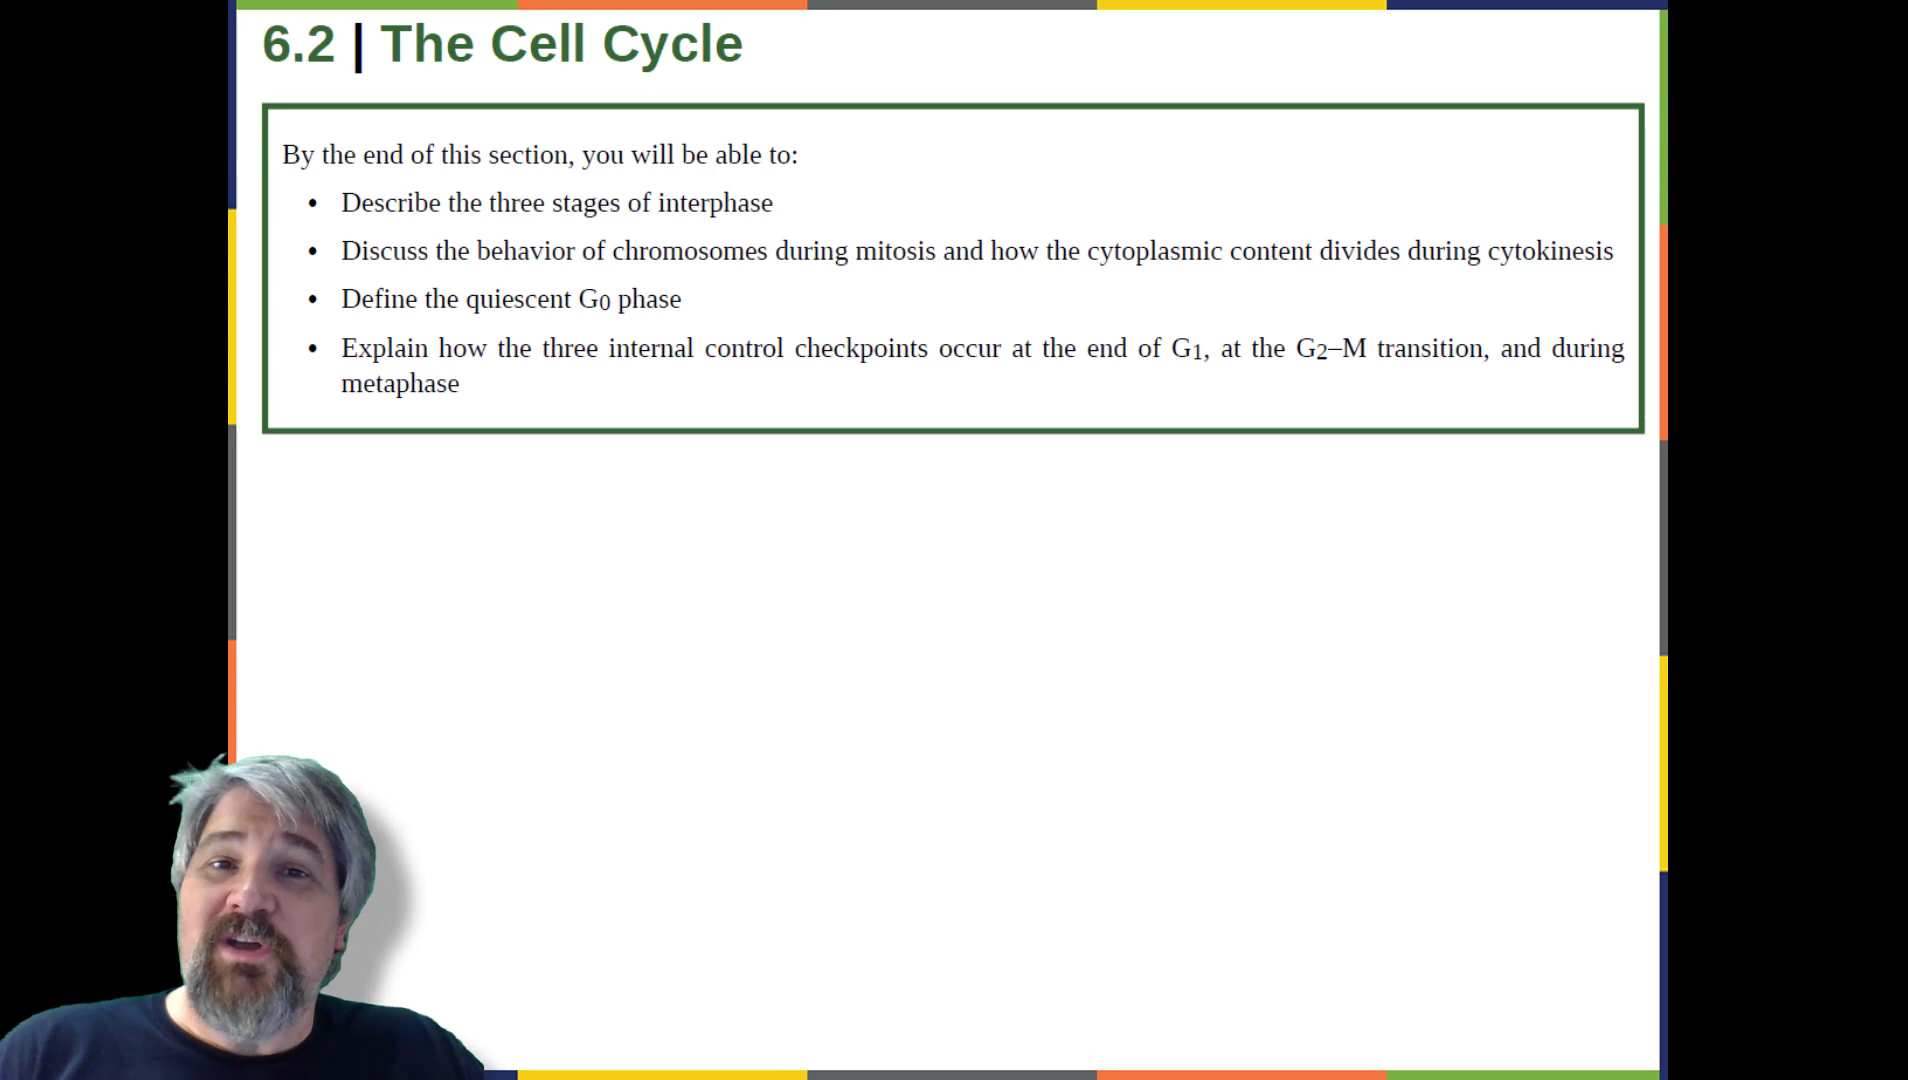 6.2 | The Cell Cycle
By the end of this section, you will be able to:
• Describe the three stages of interphase
• Discuss the behavior of chromosomes during mitosis and how the cytoplasmic content divides during cytokinesis
• Define the quiescent G0 phase
• Explain how the three internal control checkpoints occur at the end of G1, at the G2–M transition, and during
metaphase